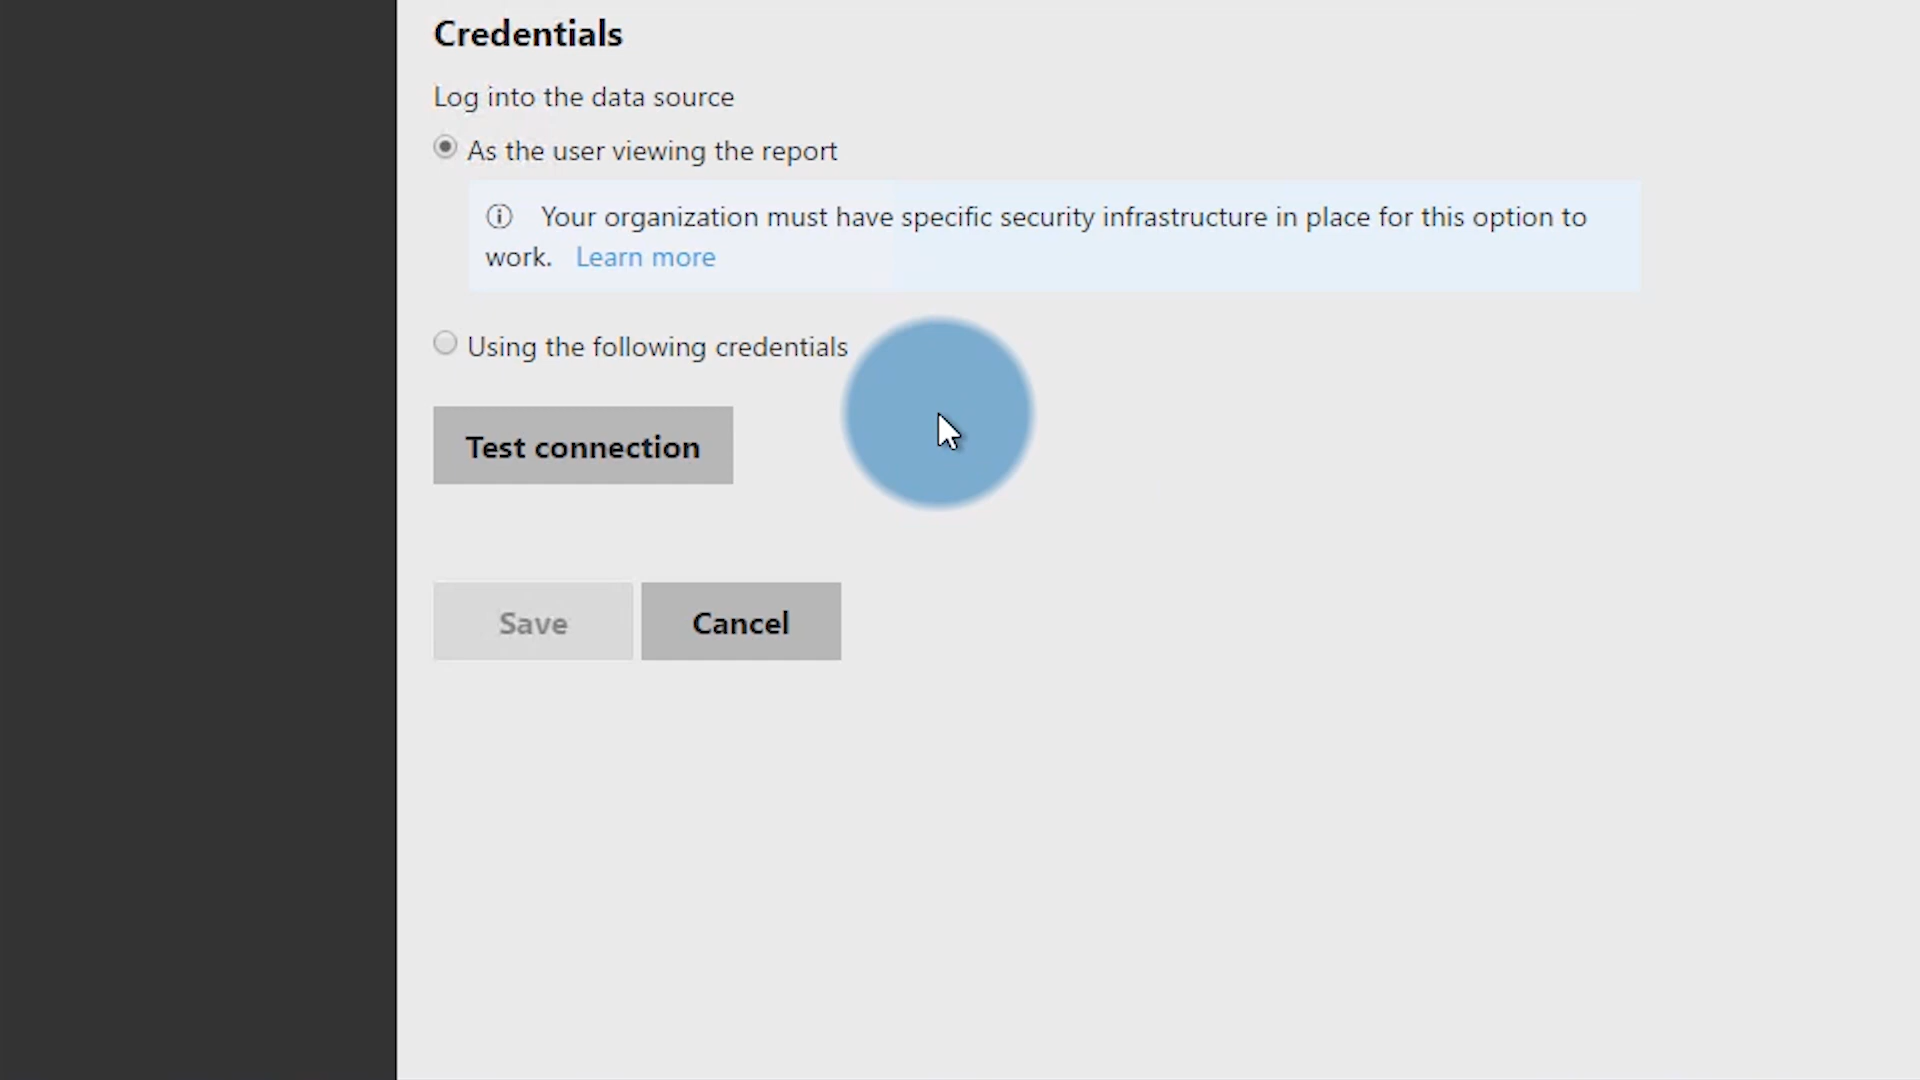 Credentials
Log into the data source
As the user viewing the report
Your organization must have specific security infrastructure in place for this option to
work. Learn more
Using the following credentials
Test connection
Save Cancel